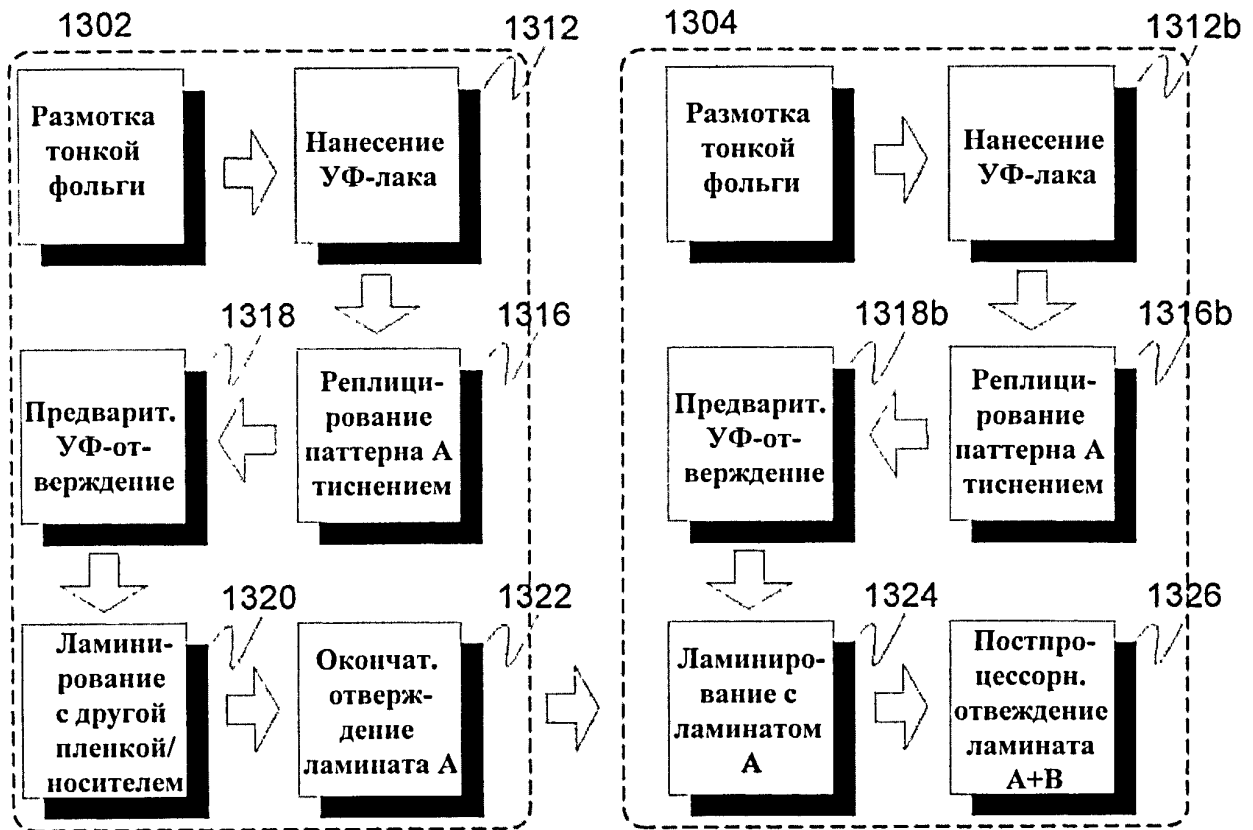 1302
1312
Размотка
тонкой
фольги
Нанесение
УФ-лака
1318
1316
Предварит.
УФ-от-
верждение
Реплици-
рование
паттерна А
тиснением
1320
1322
Ламини-
рование
с другой
пленкой/
носителем
Окончат.
отверж-
дение
ламината А
1304
1312b
Размотка
тонкой
фольги
Нанесение
УФ-лака
1318b
1316b
Предварит.
УФ-от-
верждение
Реплици-
рование
паттерна А
тиснением
1324
1326
Ламиниро-
вание с
ламинатом
А
Постпро-
цессорн.
отвеждение
ламината
А+В